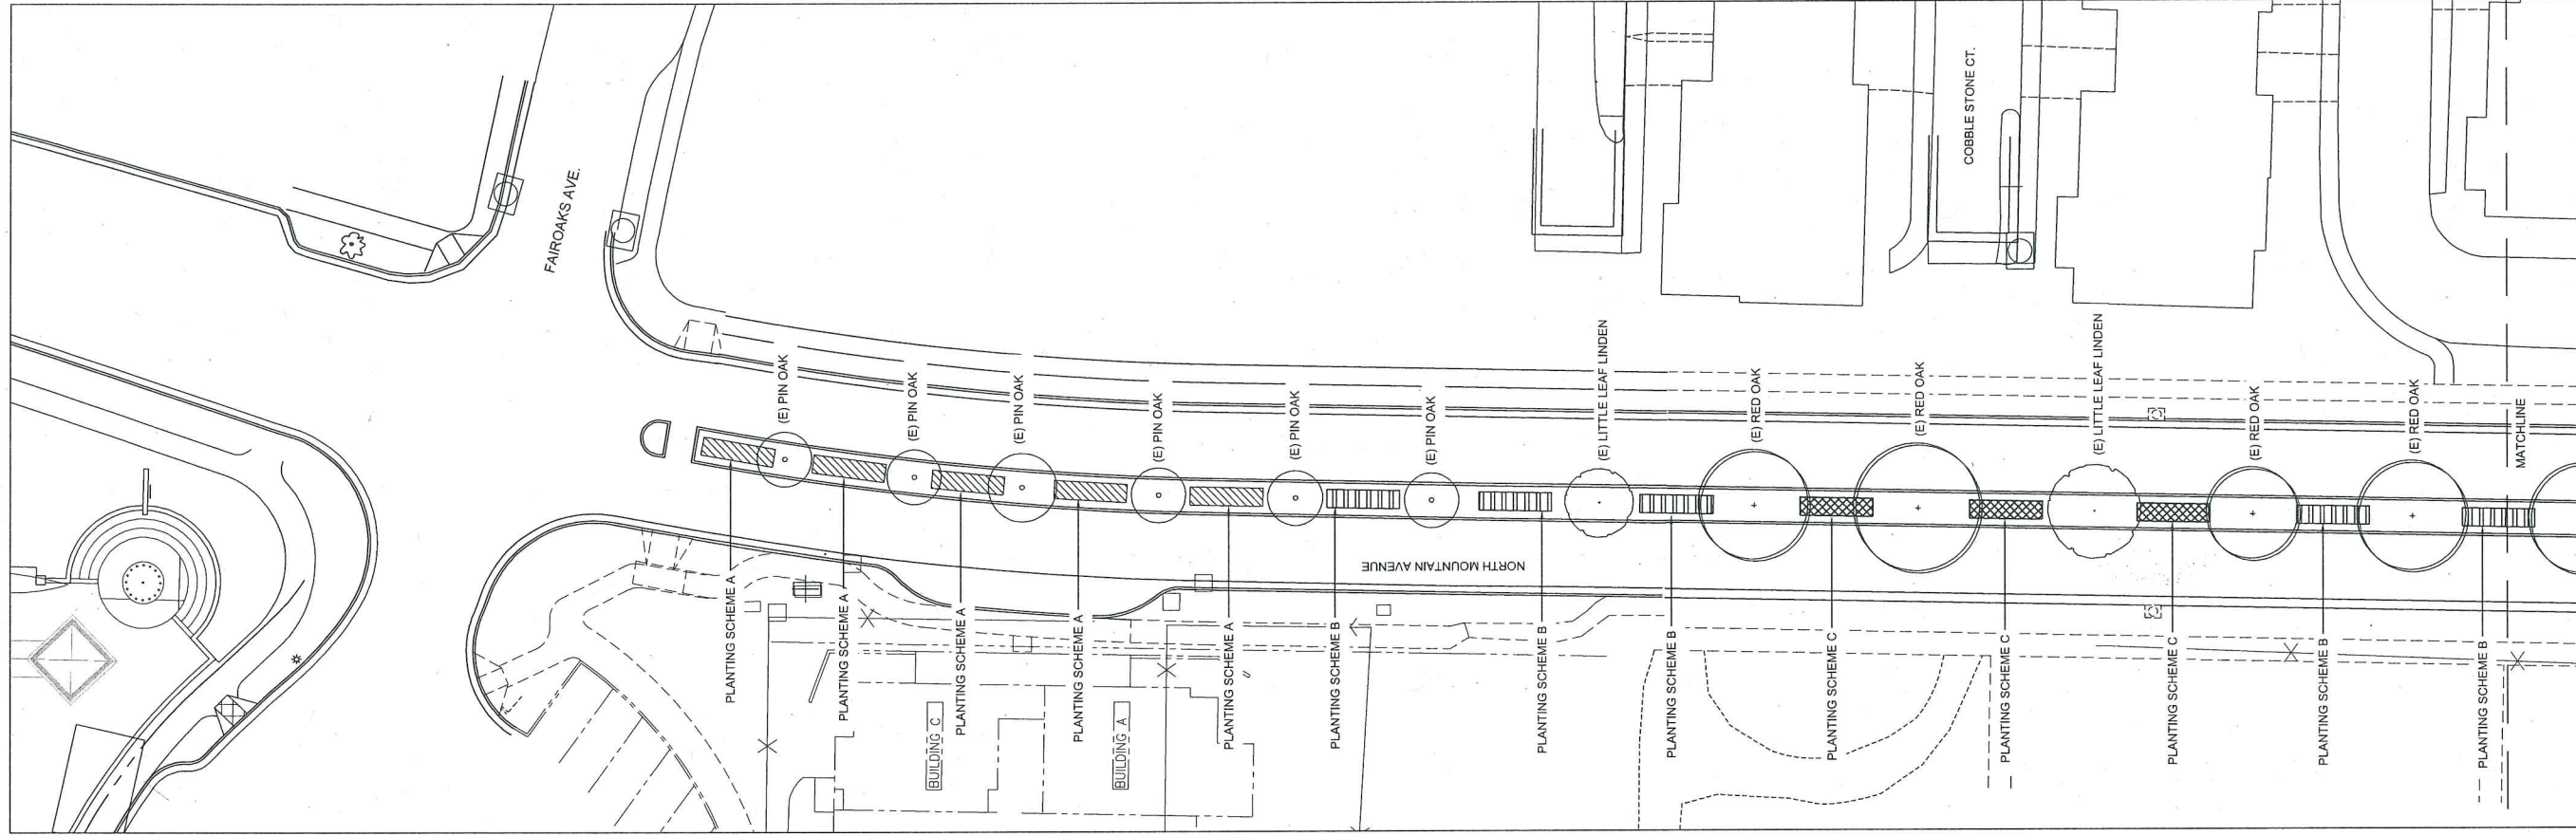 FAIROAKS AVE.
COBBLE STONE CT.
(E) PIN OAK
(E) PIN OAK
(E) PIN OAK
(E) PIN OAK
(E) PIN OAK
(E) PIN OAK
(E) LITTLE LEAF LINDEN
(E) RED OAK
(E) RED OAK
(E) LITTLE LEAF LINDEN
(E) RED OAK
(E) RED OAK
MATCHLINE
NORTH MOUNTAIN AVENUE
PLANTING SCHEME A
PLANTING SCHEME A
PLANTING SCHEME A
PLANTING SCHEME A
PLANTING SCHEME A
PLANTING SCHEME B
PLANTING SCHEME B
PLANTING SCHEME B
PLANTING SCHEME C
PLANTING SCHEME C
PLANTING SCHEME C
PLANTING SCHEME B
PLANTING SCHEME B
BUILDING C
BUILDING A